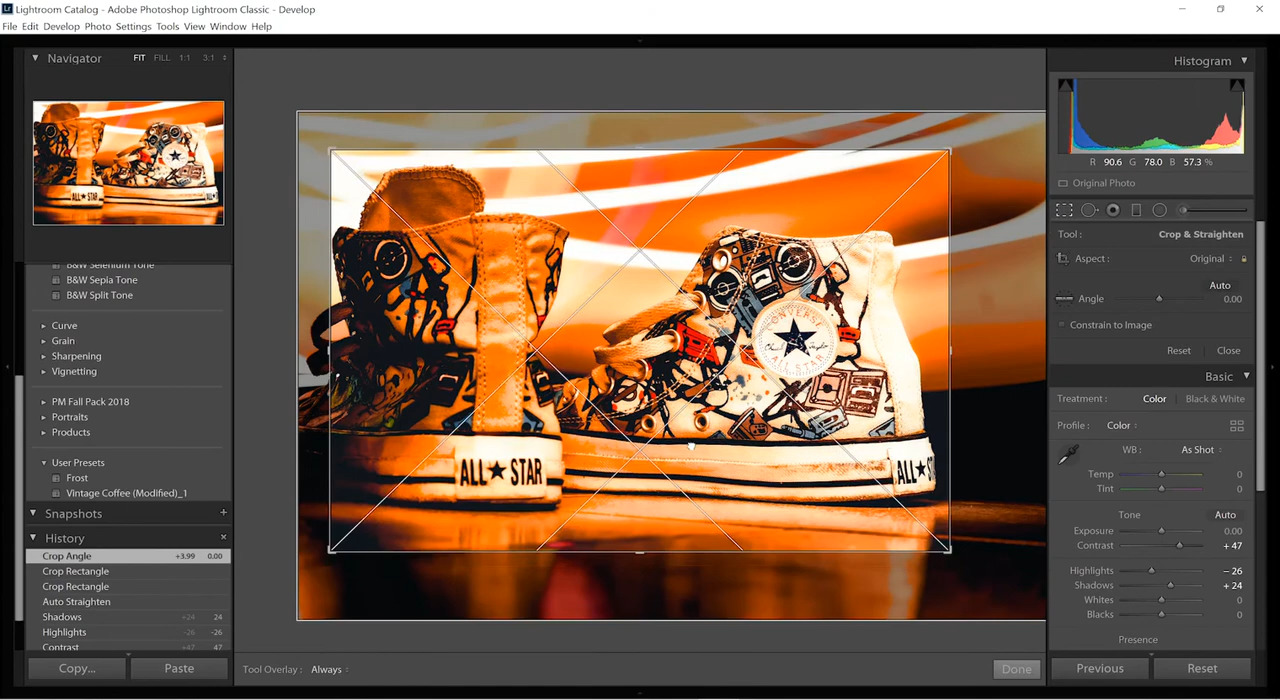 Lr Lightroom Catalog - Adobe Photoshop Lightroom Classic - Develop
File Edit Develop Photo Settings Tools View Window Help
Navigator FIT FILL 1:1 3:1
ALL★STAR
B&W Selenium Tone
B&W Sepia Tone
B&W Split Tone
Curve
Grain
Sharpening
Vignetting
PM Fall Pack 2018
Portraits
Products
User Presets
Frost
Vintage Coffee (Modified)_1
Snapshots +
History ×
Crop Angle +3.99 0.00
Crop Rectangle
Crop Rectangle
Auto Straighten
Shadows +24 24
Highlights -26 -26
Contrast +47 47
Copy... Paste
CONVERSE
Chuck Taylor
ALL STAR
ALL★STAR
ALL★S
Tool Overlay : Always
Done
Histogram
R 90.6 G 78.0 B 57.3 %
Original Photo
Tool : Crop & Straighten
Aspect : Original
Auto
Angle 0.00
Constrain to Image
Reset Close
Basic
Treatment : Color Black & White
Profile : Color
WB : As Shot
Temp 0
Tint 0
Tone Auto
Exposure 0.00
Contrast + 47
Highlights − 26
Shadows + 24
Whites 0
Blacks 0
Presence
Previous Reset